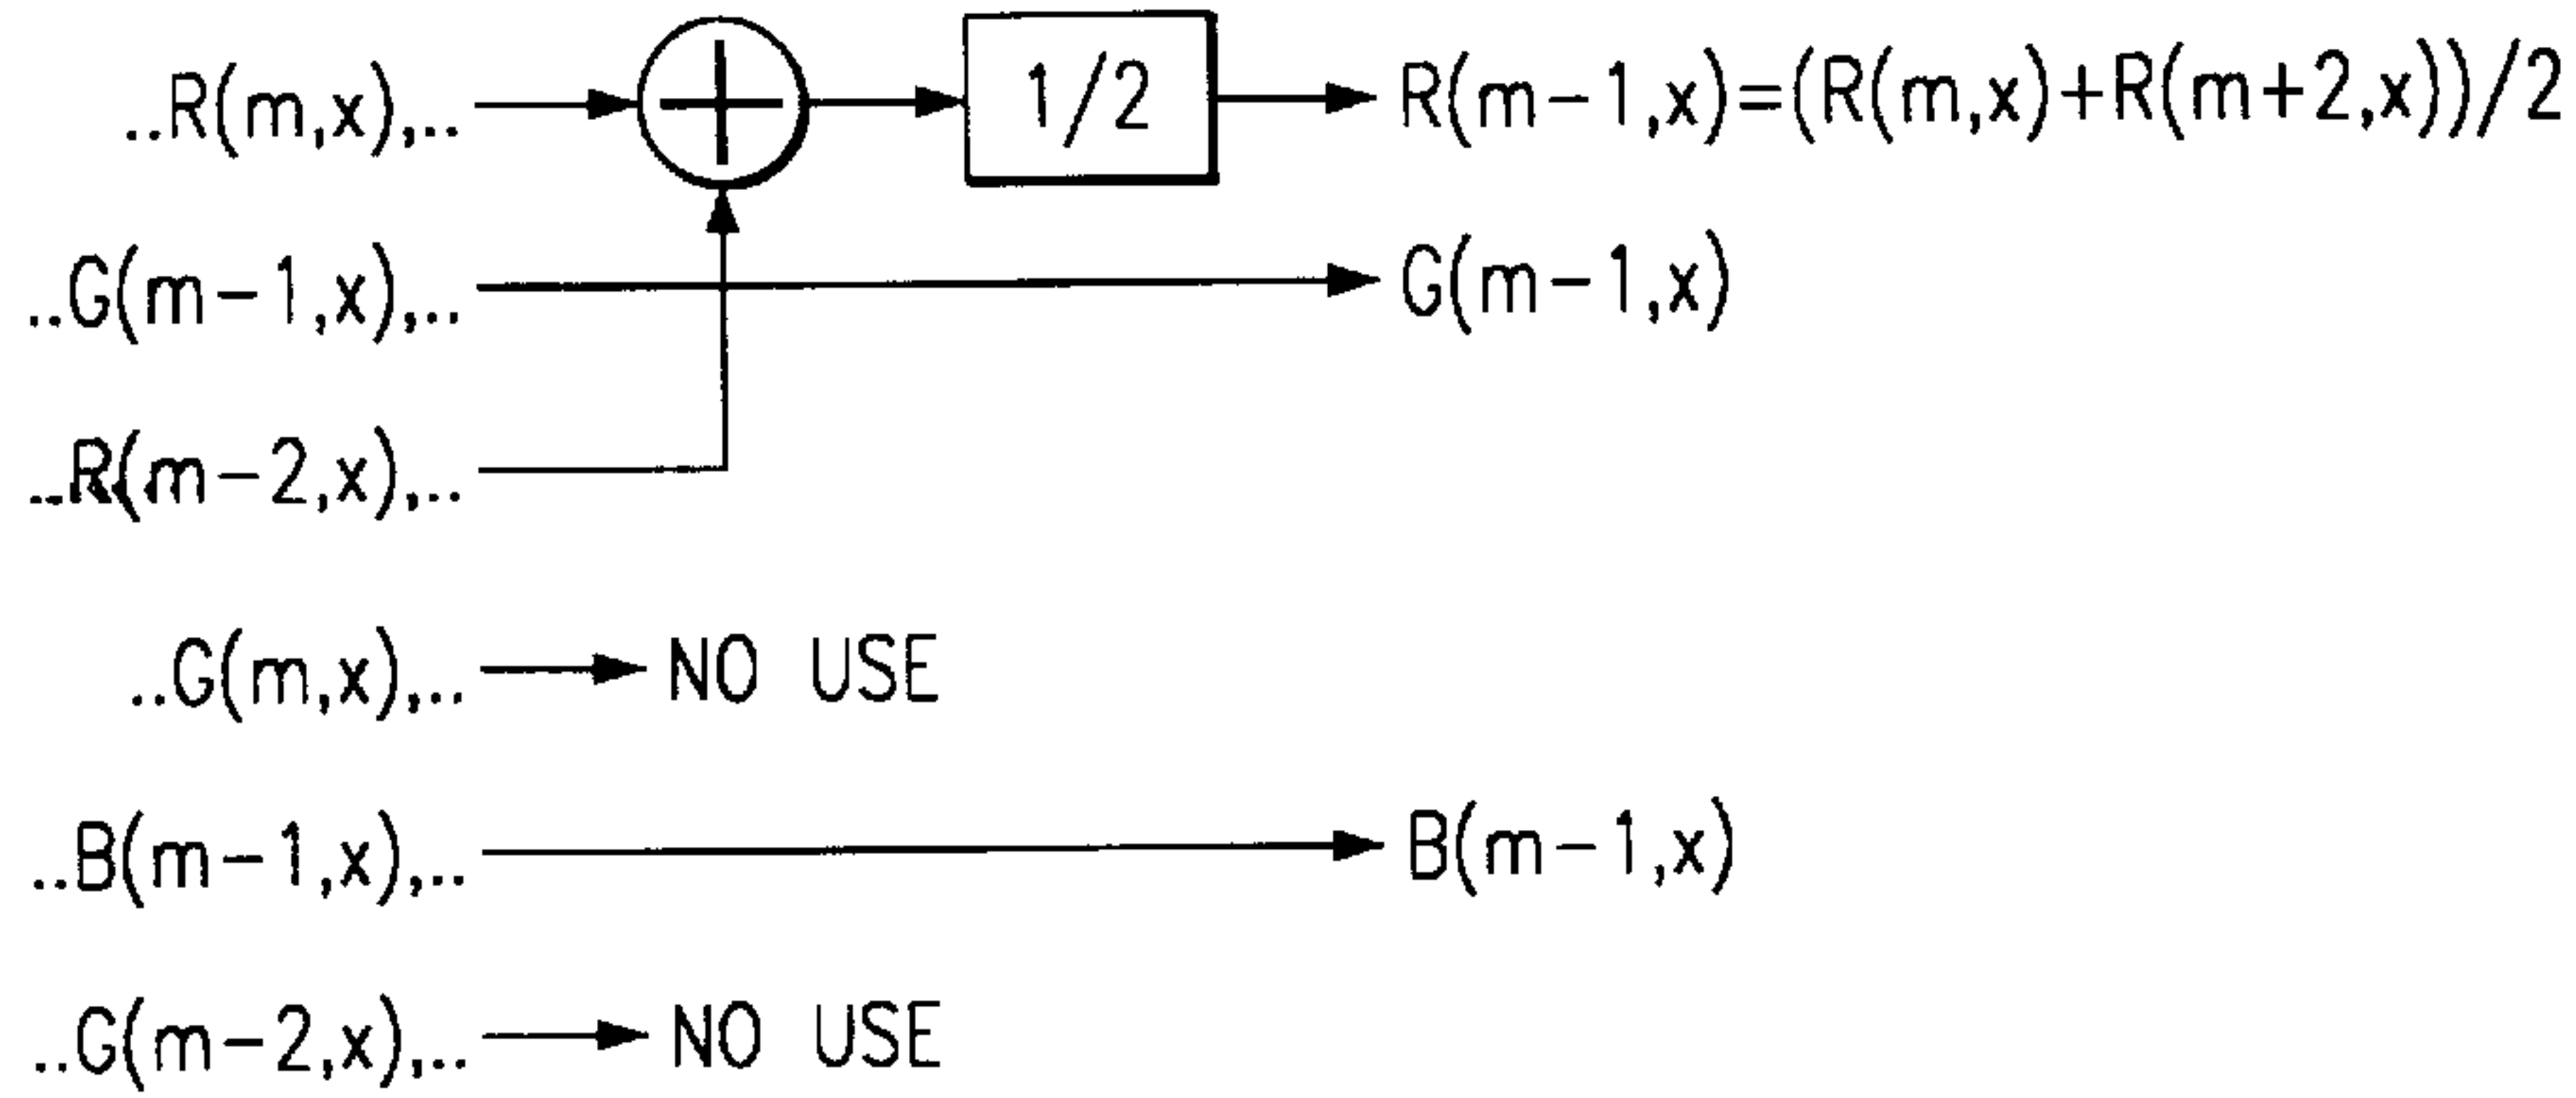 ..R(m,x),.. + 1/2 R(m-1,x)=(R(m,x)+R(m+2,x))/2
..G(m-1,x),.. G(m-1,x)
..R(m-2,x),..
..G(m,x),.. NO USE
..B(m-1,x),.. B(m-1,x)
..G(m-2,x),.. NO USE